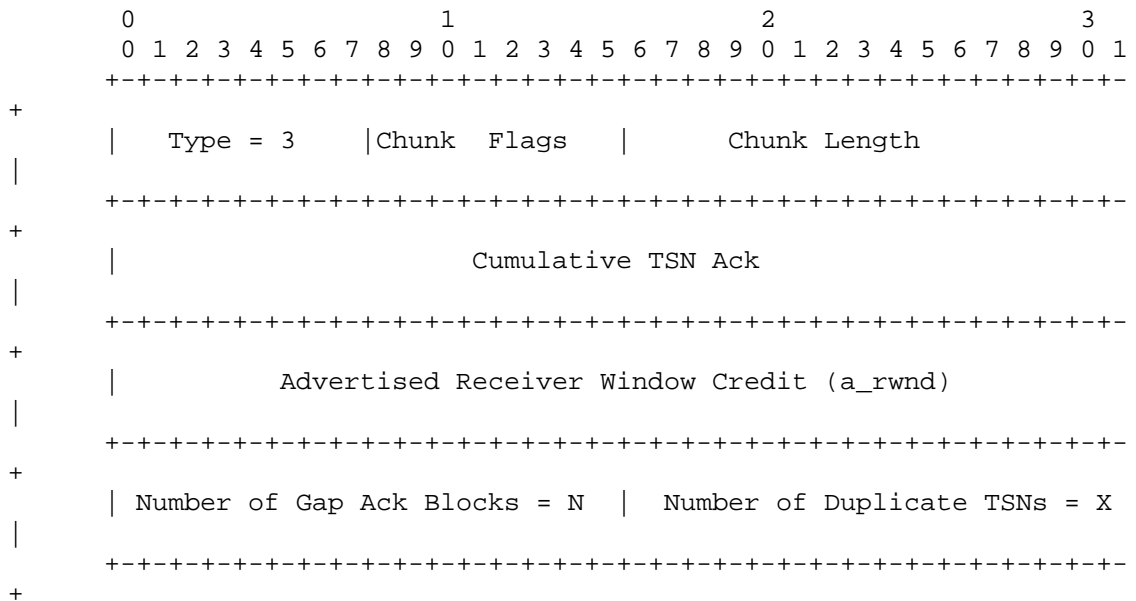 0                   1                   2                   3
        0 1 2 3 4 5 6 7 8 9 0 1 2 3 4 5 6 7 8 9 0 1 2 3 4 5 6 7 8 9 0 1
       +-+-+-+-+-+-+-+-+-+-+-+-+-+-+-+-+-+-+-+-+-+-+-+-+-+-+-+-+-+-+-+-
+
       |   Type = 3    |Chunk  Flags   |      Chunk Length
|
       +-+-+-+-+-+-+-+-+-+-+-+-+-+-+-+-+-+-+-+-+-+-+-+-+-+-+-+-+-+-+-+-
+
       |                      Cumulative TSN Ack
|
       +-+-+-+-+-+-+-+-+-+-+-+-+-+-+-+-+-+-+-+-+-+-+-+-+-+-+-+-+-+-+-+-
+
       |          Advertised Receiver Window Credit (a_rwnd)
|
       +-+-+-+-+-+-+-+-+-+-+-+-+-+-+-+-+-+-+-+-+-+-+-+-+-+-+-+-+-+-+-+-
+
       | Number of Gap Ack Blocks = N  |  Number of Duplicate TSNs = X
|
       +-+-+-+-+-+-+-+-+-+-+-+-+-+-+-+-+-+-+-+-+-+-+-+-+-+-+-+-+-+-+-+-
+